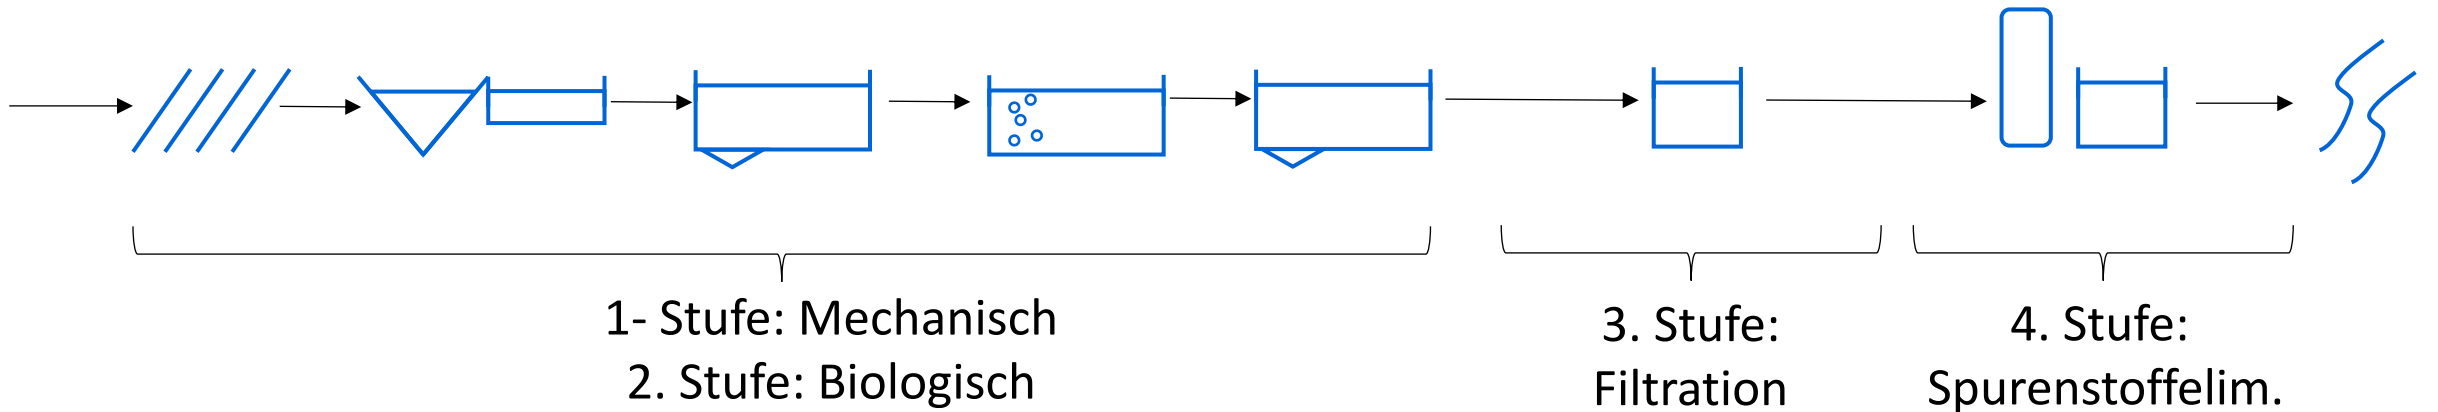 1- Stufe: Mechanisch
2. Stufe: Biologisch
3. Stufe:
Filtration
4. Stufe:
Spurenstoffelim.